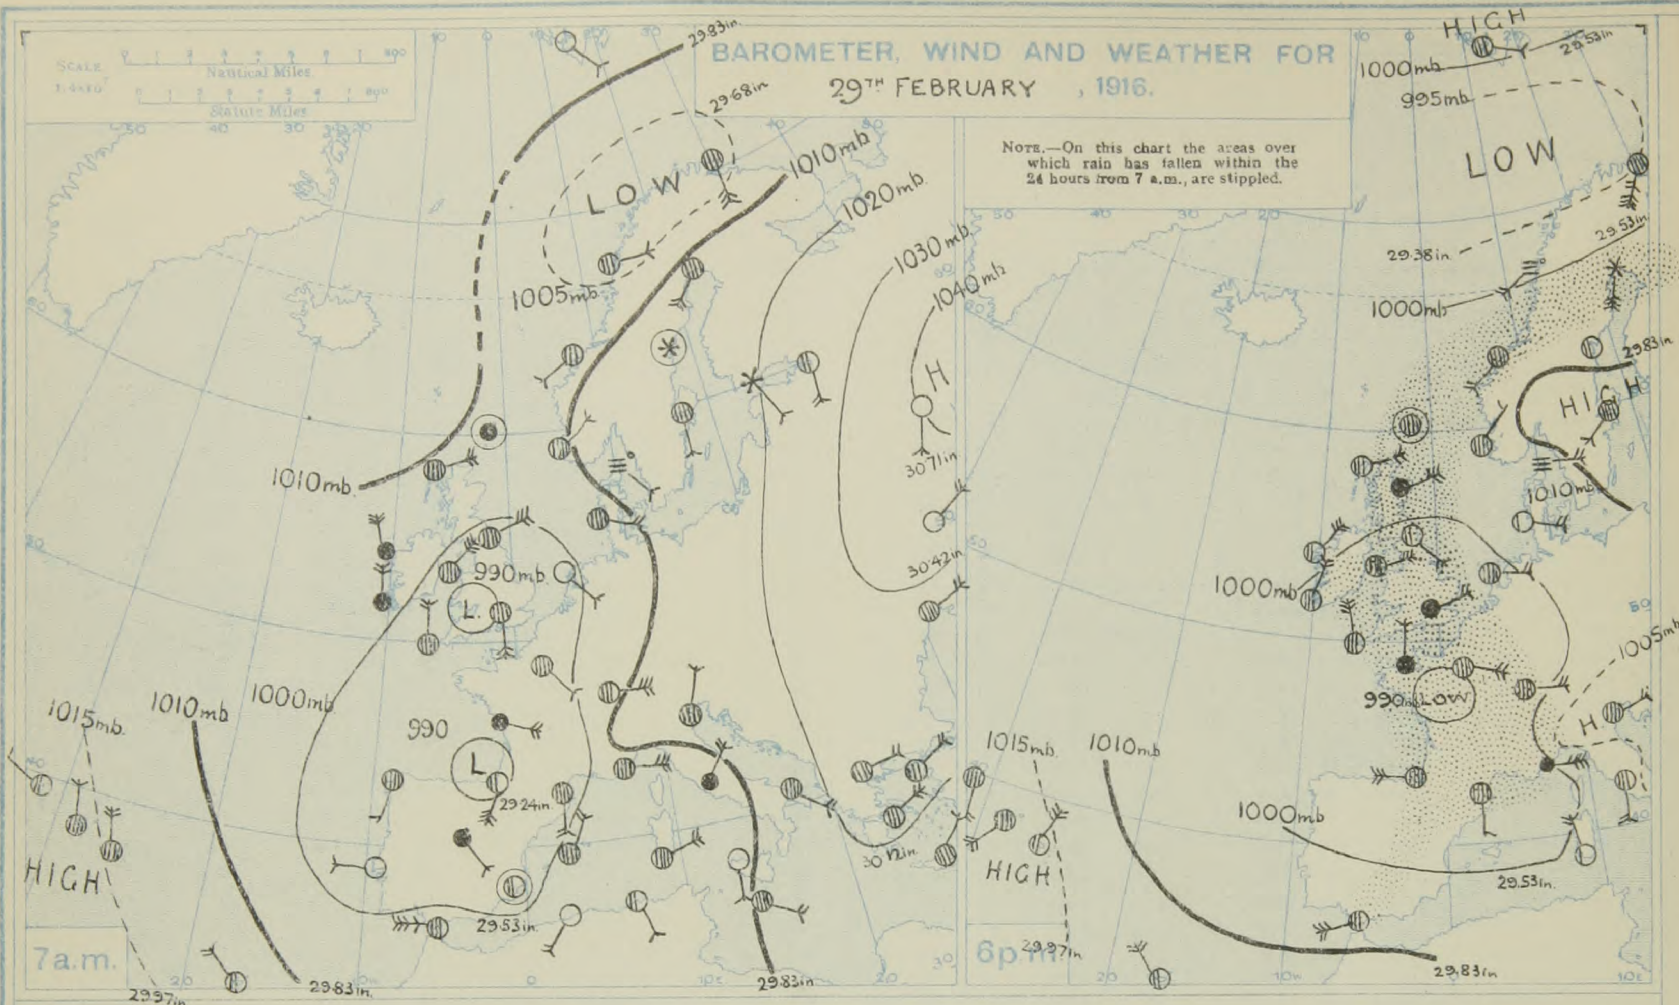 SCALE
Nautical Miles
Statute Miles
BAROMETER, WIND AND WEATHER FOR
29TH FEBRUARY, 1916.
NOTE.—On this chart the areas over
which rain has fallen within the
24 hours from 7 a.m., are stippled.
29.83in.
29.68in
LOW
1010mb
1020mb.
1005mb.
1030mb.
1040mb
H
30.71in
1010mb.
990mb.
L.
30.42in
1015mb.
1010mb
1000mb
990
L
29.24in
30.12in.
HIGH
29.53in.
7a.m.
29.97in
29.83in.
29.83in.
HIGH
29.53in
1000mb
995mb
LOW
29.38in
29.53in.
1000mb
29.83in
HIGH
1010mb
1000mb
1005mb
990mb
LOW
H
1015mb.
1010mb
1000mb
HIGH
29.53in.
6p.m.
29.97in
29.83in.